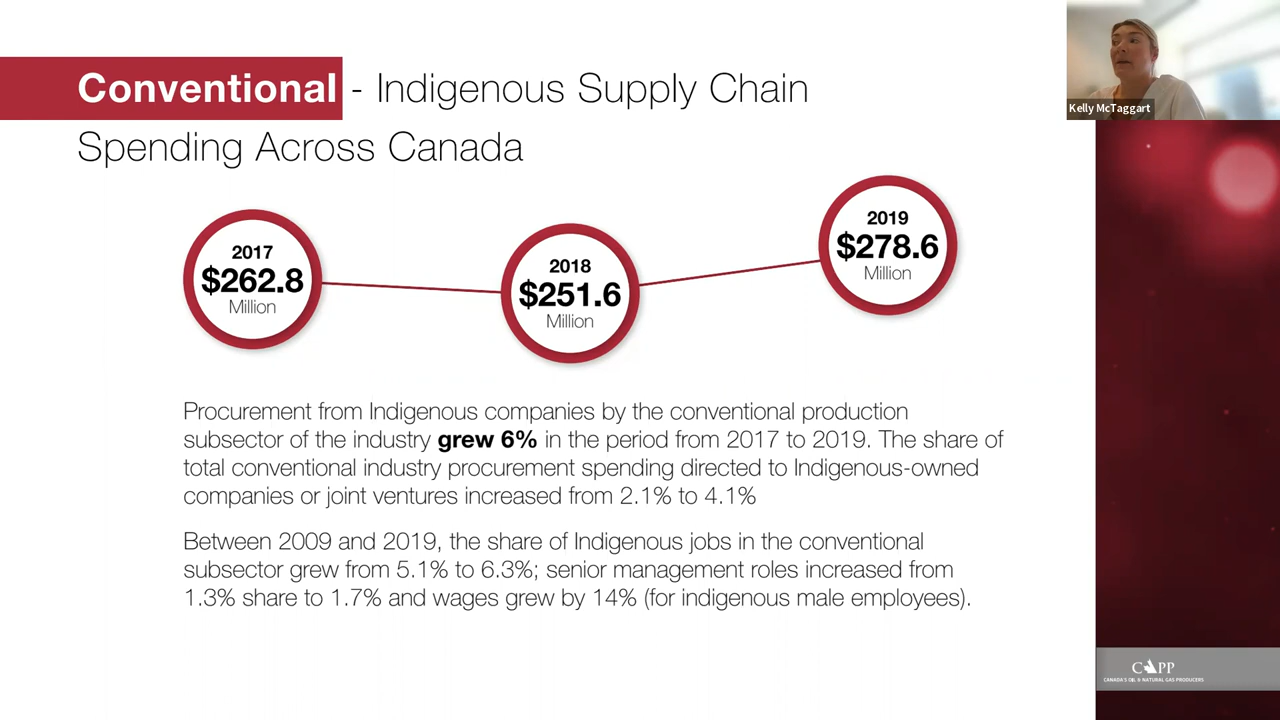 Conventional - Indigenous Supply Chain
Spending Across Canada
Kelly McTaggart
2017
$262.8
Million
2018
$251.6
Million
2019
$278.6
Million
Procurement from Indigenous companies by the conventional production
subsector of the industry grew 6% in the period from 2017 to 2019. The share of
total conventional industry procurement spending directed to Indigenous-owned
companies or joint ventures increased from 2.1% to 4.1%
Between 2009 and 2019, the share of Indigenous jobs in the conventional
subsector grew from 5.1% to 6.3%; senior management roles increased from
1.3% share to 1.7% and wages grew by 14% (for indigenous male employees).
CAPP
CANADA'S OIL & NATURAL GAS PRODUCERS